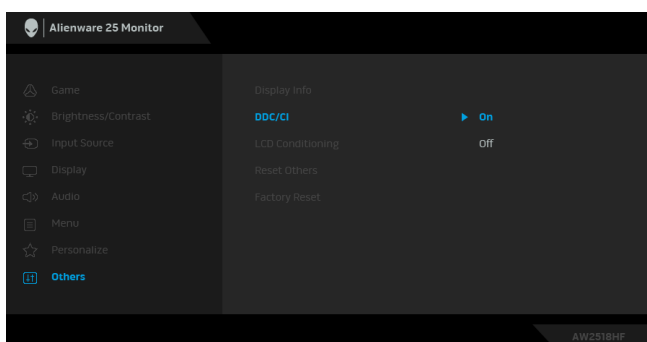 Alienware 25 Monitor
Game
Display Info
Brightness/Contrast
DDC/CI
On
Input Source
LCD Conditioning
Off
Display
Reset Others
Audio
Factory Reset
Menu
Personalize
Others
AW2518HF